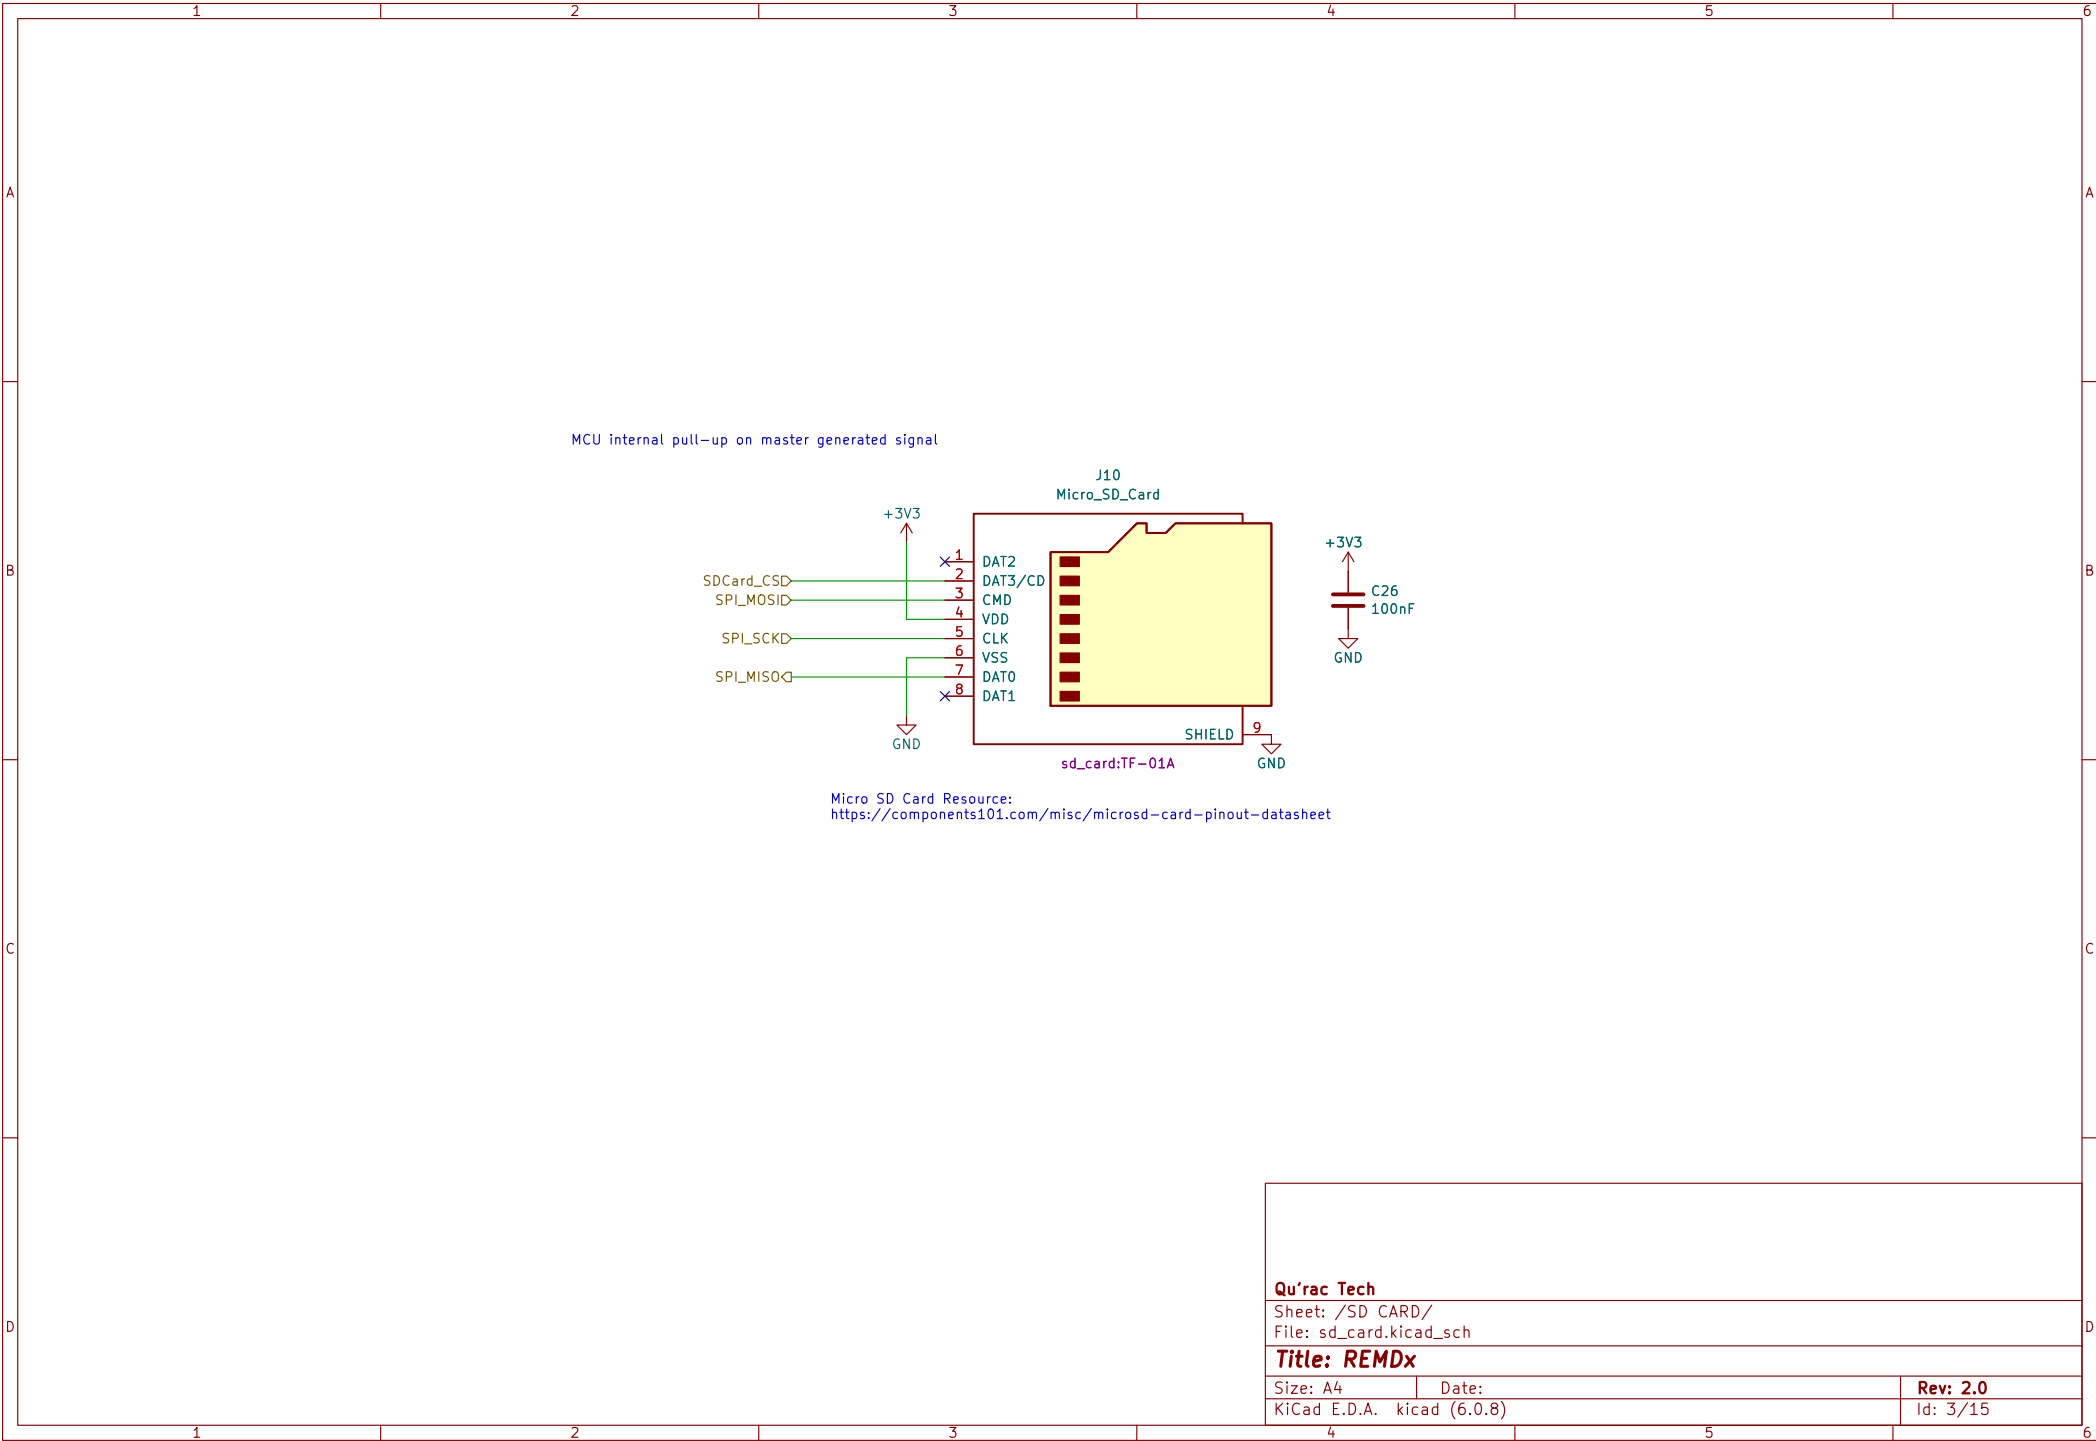 1 2 3 4 5 6
A A
MCU internal pull-up on master generated signal
J10
Micro_SD_Card
+3V3
+3V3
B B
1 DAT2
SDCard_CS 2 DAT3/CD
SPI_MOSI 3 CMD
4 VDD
SPI_SCK 5 CLK
6 VSS
SPI_MISO 7 DAT0
8 DAT1
C26
100nF
GND
SHIELD 9
GND
sd_card:TF-01A
GND
Micro SD Card Resource:
https://components101.com/misc/microsd-card-pinout-datasheet
C C
Qu'rac Tech
Sheet: /SD CARD/
File: sd_card.kicad_sch
D D
Title: REMDx
Size: A4 Date: Rev: 2.0
KiCad E.D.A. kicad (6.0.8) Id: 3/15
1 2 3 4 5 6